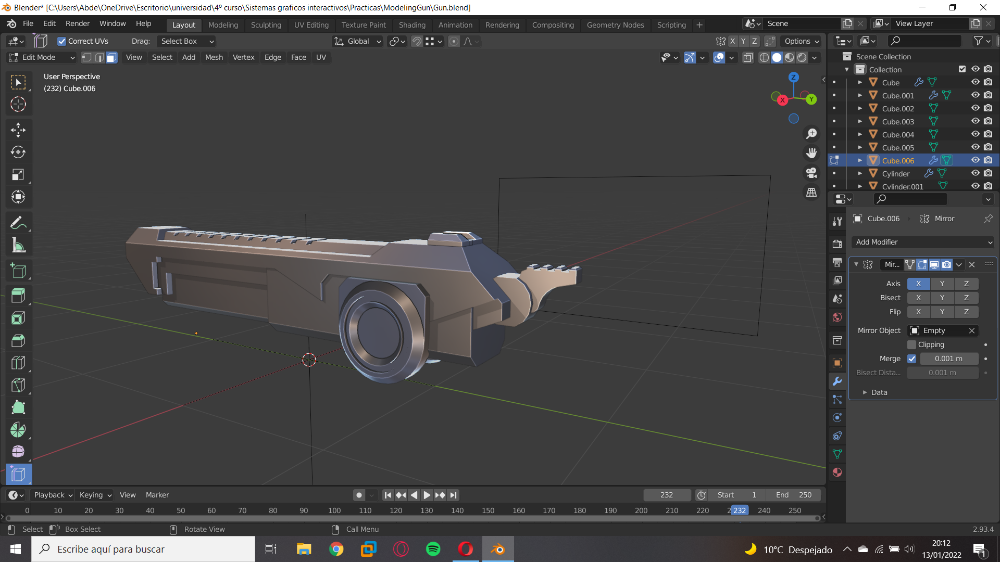 Blender* [C:\Users\Abde\OneDrive\Escritorio\universidad\4º curso\Sistemas graficos interactivos\Practicas\ModelingGun\Gun.blend]
File Edit Render Window Help Layout Modeling Sculpting UV Editing Texture Paint Shading Animation Rendering Compositing Geometry Nodes Scripting + Scene View Layer
Correct UVs Drag: Select Box Global X Y Z Options
Edit Mode View Select Add Mesh Vertex Edge Face UV
User Perspective
(232) Cube.006
Z
X
Y
Scene Collection
Collection
Cube
Cube.001
Cube.002
Cube.003
Cube.004
Cube.005
Cube.006
Cylinder
Cylinder.001
Cube.006 Mirror
Add Modifier
Mir...
Axis X Y Z
Bisect X Y Z
Flip X Y Z
Mirror Object Empty
Clipping
Merge 0.001 m
Bisect Dista... 0.001 m
Data
Playback Keying View Marker 232 Start 1 End 250
0 10 20 30 40 50 60 70 80 90 100 110 120 130 140 150 160 170 180 190 200 210 220 232 240 250
Select Box Select Rotate View Call Menu 2.93.4
Escribe aquí para buscar
10°C Despejado
20:12
13/01/2022
1